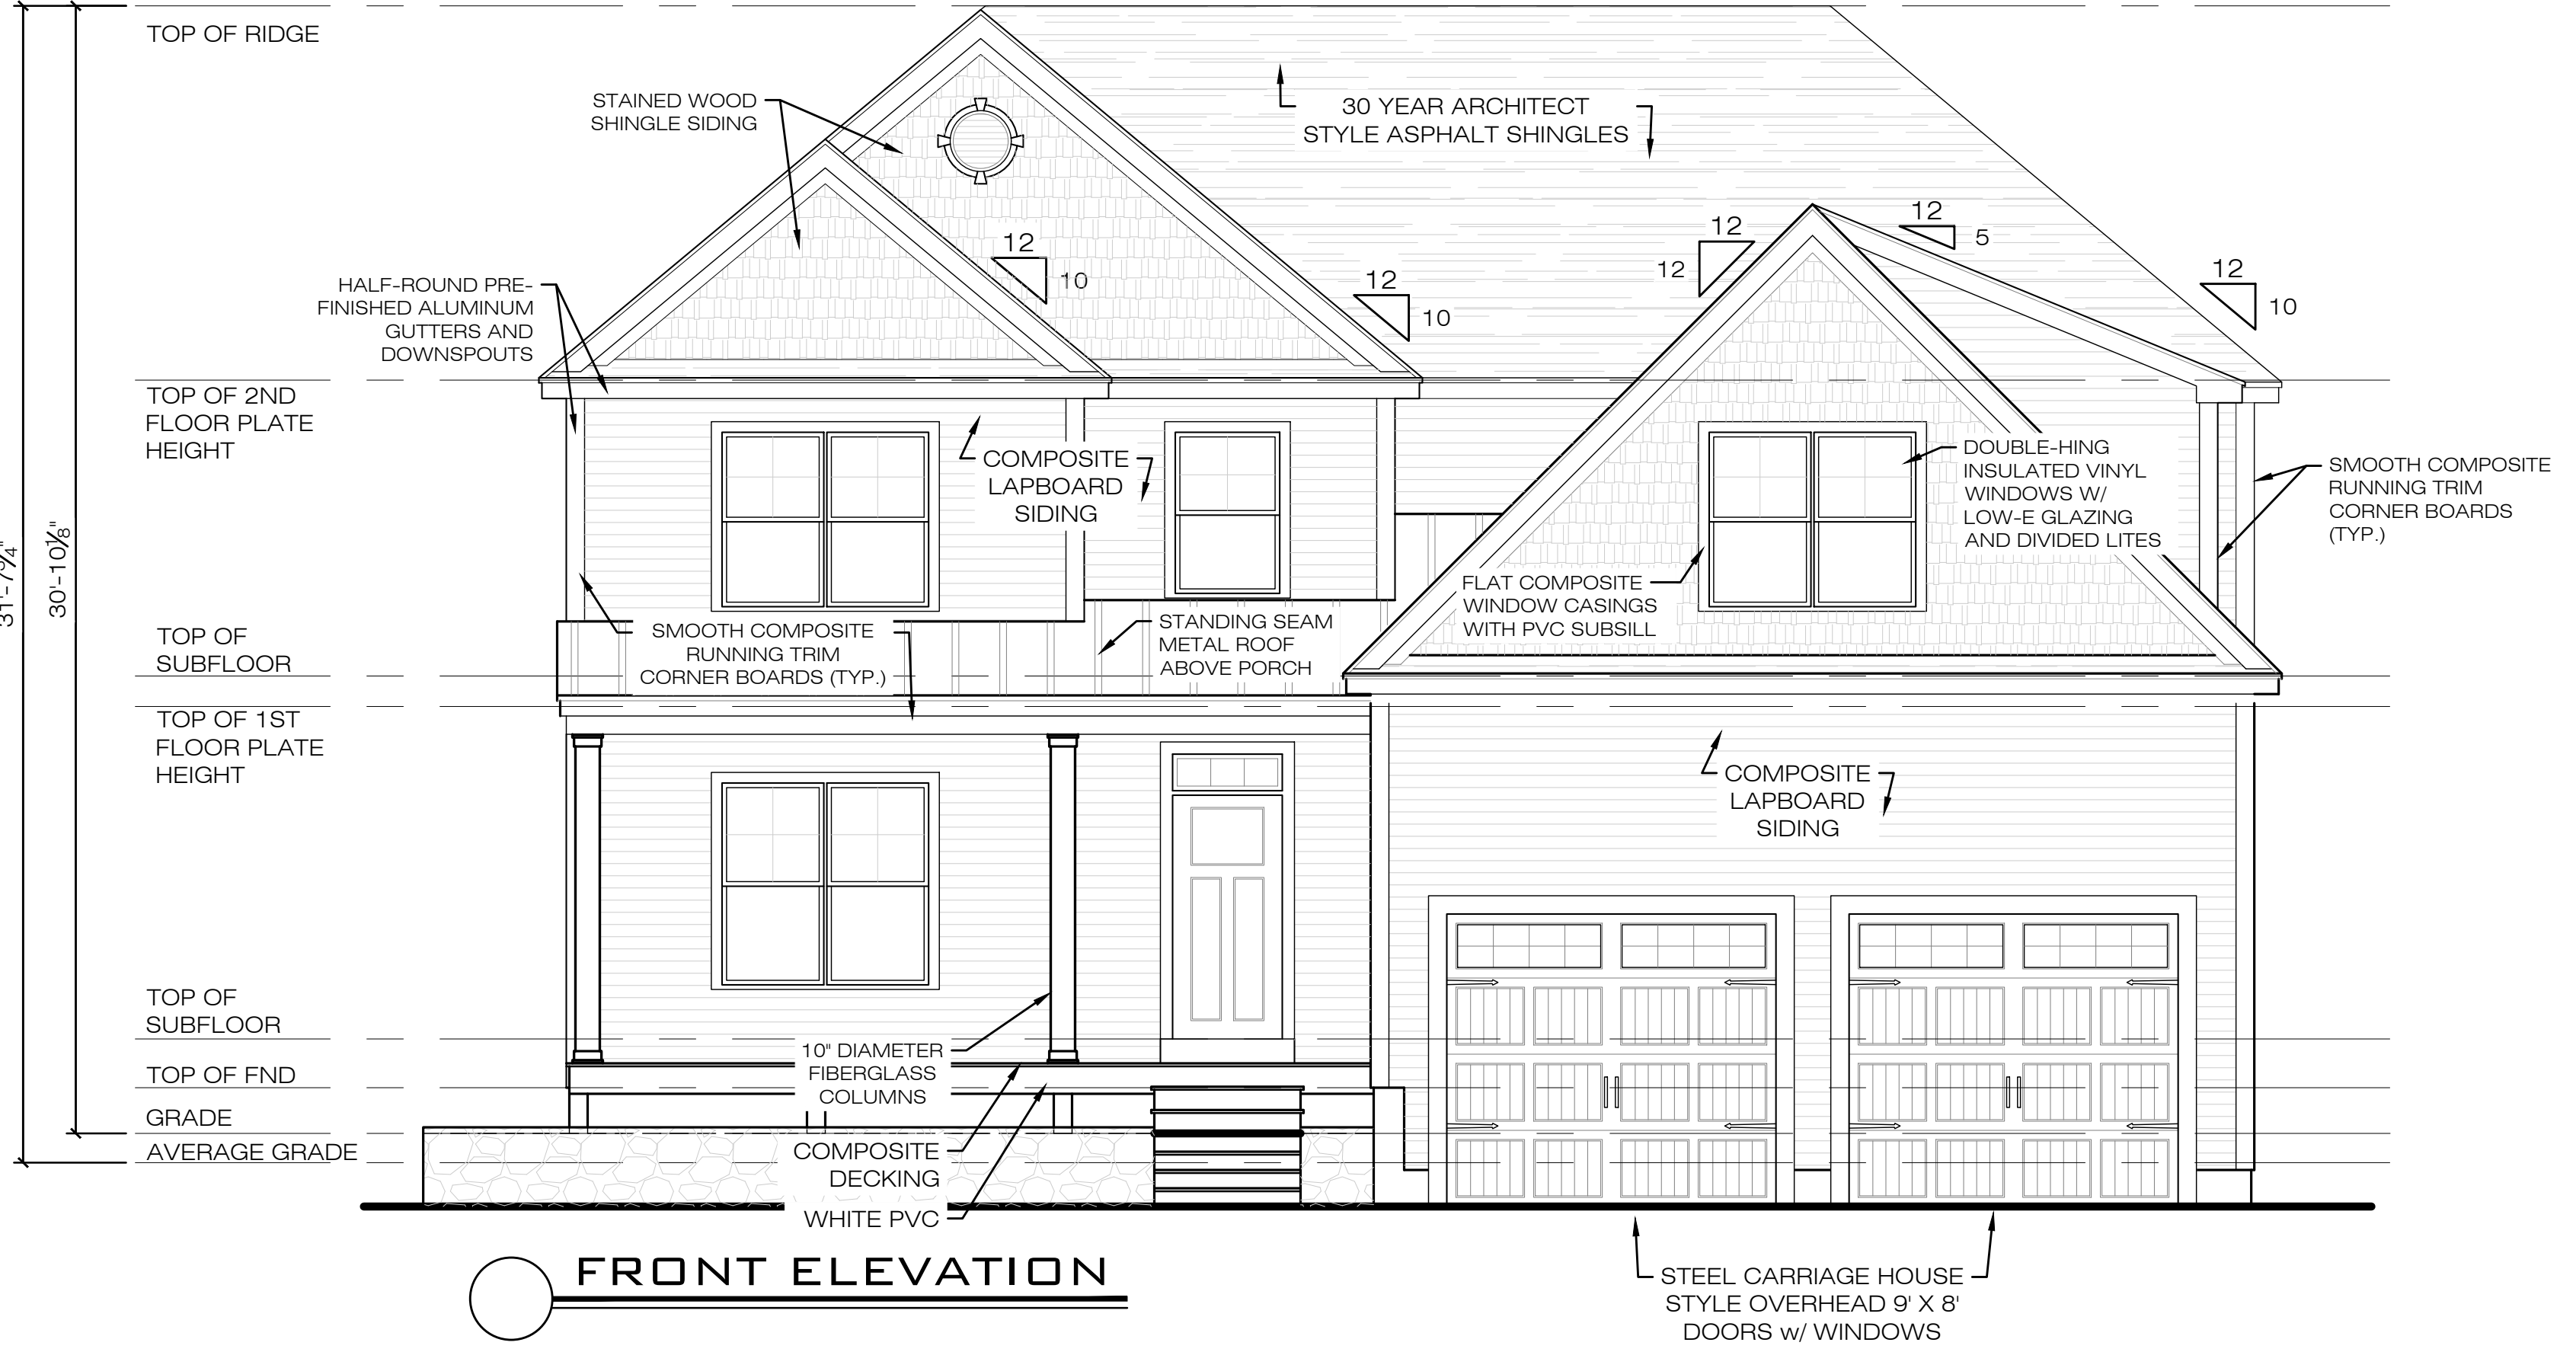 TOP OF RIDGE
STAINED WOOD
SHINGLE SIDING
30 YEAR ARCHITECT
STYLE ASPHALT SHINGLES
12
10
12
10
12
12
12
5
12
10
HALF-ROUND PRE-
FINISHED ALUMINUM
GUTTERS AND
DOWNSPOUTS
TOP OF 2ND
FLOOR PLATE
HEIGHT
COMPOSITE
LAPBOARD
SIDING
DOUBLE-HING
INSULATED VINYL
WINDOWS W/
LOW-E GLAZING
AND DIVIDED LITES
SMOOTH COMPOSITE
RUNNING TRIM
CORNER BOARDS
(TYP.)
31'-7¾"
30'-10⅛"
FLAT COMPOSITE
WINDOW CASINGS
WITH PVC SUBSILL
TOP OF
SUBFLOOR
SMOOTH COMPOSITE
RUNNING TRIM
CORNER BOARDS (TYP.)
STANDING SEAM
METAL ROOF
ABOVE PORCH
TOP OF 1ST
FLOOR PLATE
HEIGHT
COMPOSITE
LAPBOARD
SIDING
TOP OF
SUBFLOOR
10" DIAMETER
FIBERGLASS
COLUMNS
TOP OF FND
GRADE
AVERAGE GRADE
COMPOSITE
DECKING
WHITE PVC
FRONT ELEVATION
STEEL CARRIAGE HOUSE
STYLE OVERHEAD 9' X 8'
DOORS w/ WINDOWS